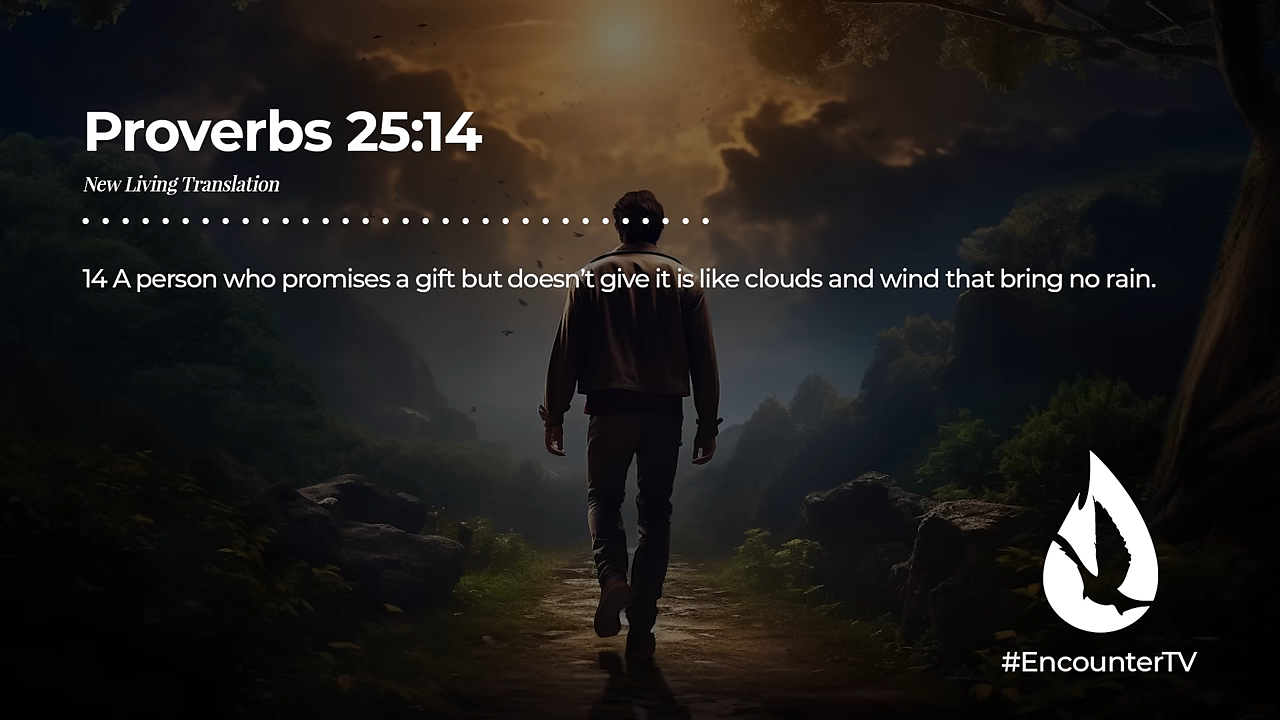 Proverbs 25:14
New Living Translation
14 A person who promises a gift but doesn’t give it is like clouds and wind that bring no rain.
#EncounterTV